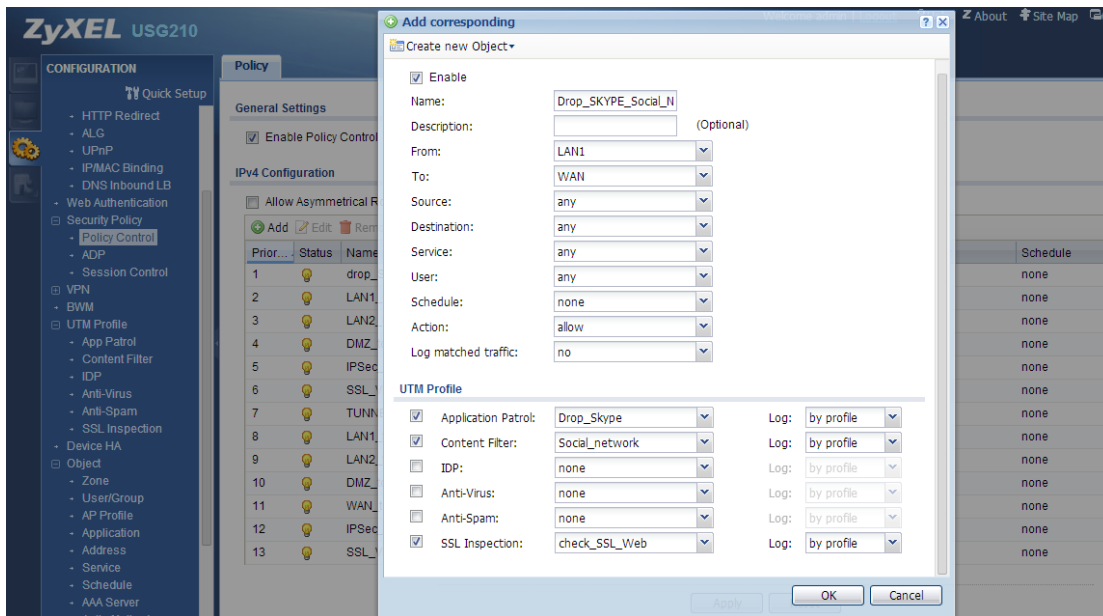 ZyXEL USG210
Z About Site Map
CONFIGURATION
Quick Setup
- HTTP Redirect
- ALG
- UPnP
- IP/MAC Binding
- DNS Inbound LB
Web Authentication
Security Policy
- Policy Control
- ADP
- Session Control
VPN
BWM
UTM Profile
- App Patrol
- Content Filter
- IDP
- Anti-Virus
- Anti-Spam
- SSL Inspection
Device HA
Object
- Zone
- User/Group
- AP Profile
- Application
- Address
- Service
- Schedule
- AAA Server
Policy
General Settings
Enable Policy Control
IPv4 Configuration
Allow Asymmetrical R
Add Edit Rem
Prior... Status Name Schedule
1 drop_ none
2 LAN1_ none
3 LAN2_ none
4 DMZ_ none
5 IPSec none
6 SSL_ none
7 TUNN none
8 LAN1_ none
9 LAN2_ none
10 DMZ_ none
11 WAN_ none
12 IPSec none
13 SSL_ none
Add corresponding
Create new Object
Enable
Name: Drop_SKYPE_Social_N
Description: (Optional)
From: LAN1
To: WAN
Source: any
Destination: any
Service: any
User: any
Schedule: none
Action: allow
Log matched traffic: no
UTM Profile
Application Patrol: Drop_Skype Log: by profile
Content Filter: Social_network Log: by profile
IDP: none Log: by profile
Anti-Virus: none Log: by profile
Anti-Spam: none Log: by profile
SSL Inspection: check_SSL_Web Log: by profile
OK Cancel
Apply